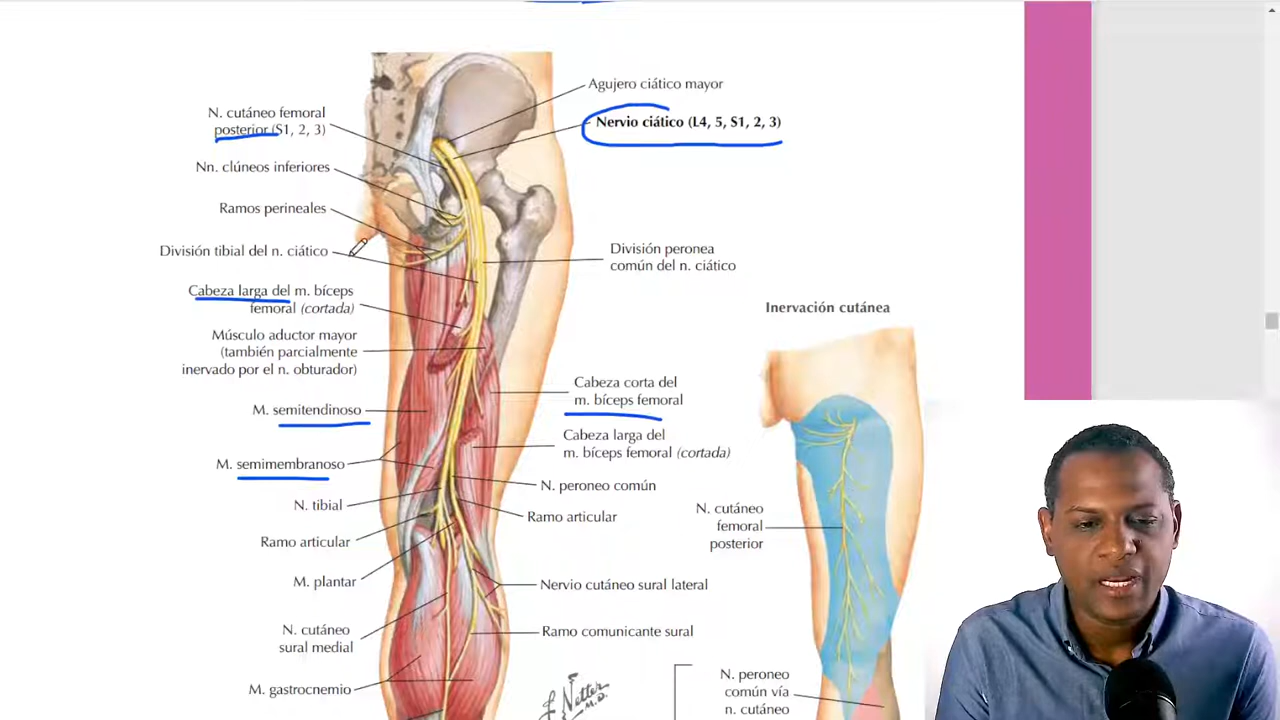 Agujero ciático mayor
N. cutáneo femoral
posterior (S1, 2, 3)
Nervio ciático (L4, 5, S1, 2, 3)
Nn. clúneos inferiores
Ramos perineales
División tibial del n. ciático
División peronea
común del n. ciático
Cabeza larga del m. bíceps
femoral (cortada)
Inervación cutánea
Músculo aductor mayor
(también parcialmente
inervado por el n. obturador)
Cabeza corta del
m. bíceps femoral
M. semitendinoso
Cabeza larga del
m. bíceps femoral (cortada)
M. semimembranoso
N. peroneo común
N. tibial
Ramo articular
N. cutáneo
femoral
posterior
Ramo articular
M. plantar
Nervio cutáneo sural lateral
N. cutáneo
sural medial
Ramo comunicante sural
M. gastrocnemio
F. Netter
M.D.
N. peroneo
común vía
n. cutáneo